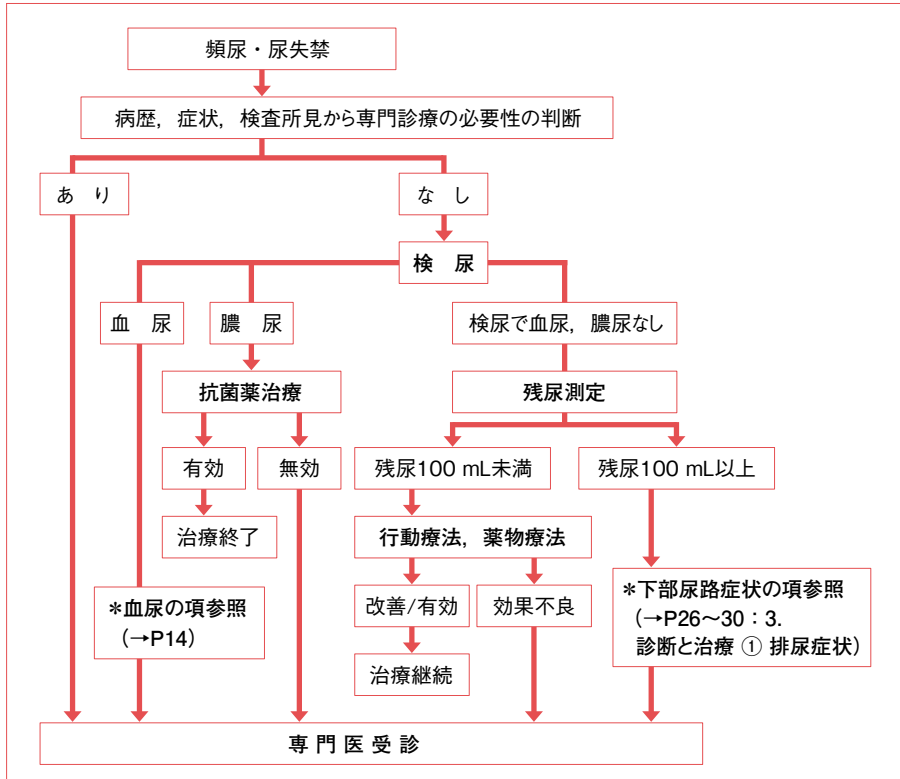 頻尿・尿失禁
病歴，症状，検査所見から専門診療の必要性の判断
あ　り
な　し
検　尿
血　尿
膿　尿
検尿で血尿，膿尿なし
抗菌薬治療
残尿測定
有効
無効
残尿100 mL未満
残尿100 mL以上
治療終了
行動療法，薬物療法
＊血尿の項参照
（→P14）
改善/有効
効果不良
＊下部尿路症状の項参照
（→P26～30：3.
診断と治療 ① 排尿症状）
治療継続
専門医受診